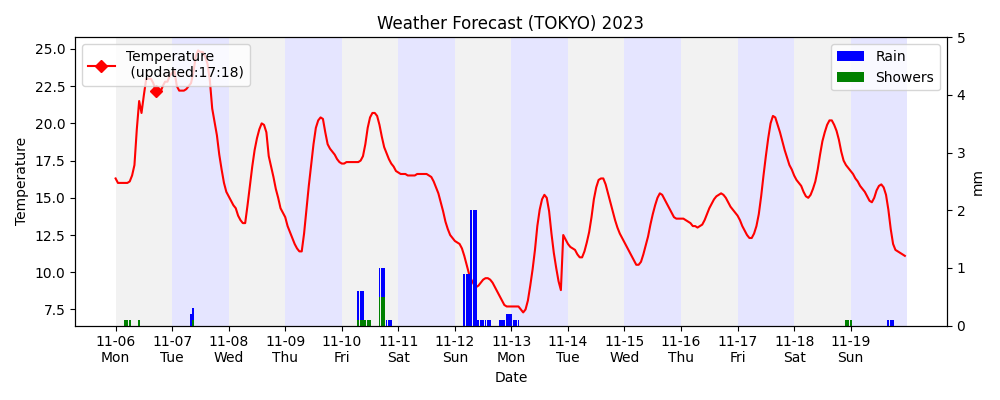 Weather Forecast (TOKYO) 2023
Temperature
(updated:17:18)
Rain
Showers
Temperature
25.0
22.5
20.0
17.5
15.0
12.5
10.0
7.5
5
4
3
2
1
0
mm
11-06 11-07 11-08 11-09 11-10 11-11 11-12 11-13 11-14 11-15 11-16 11-17 11-18 11-19
Mon Tue Wed Thu Fri Sat Sun Mon Tue Wed Thu Fri Sat Sun
Date